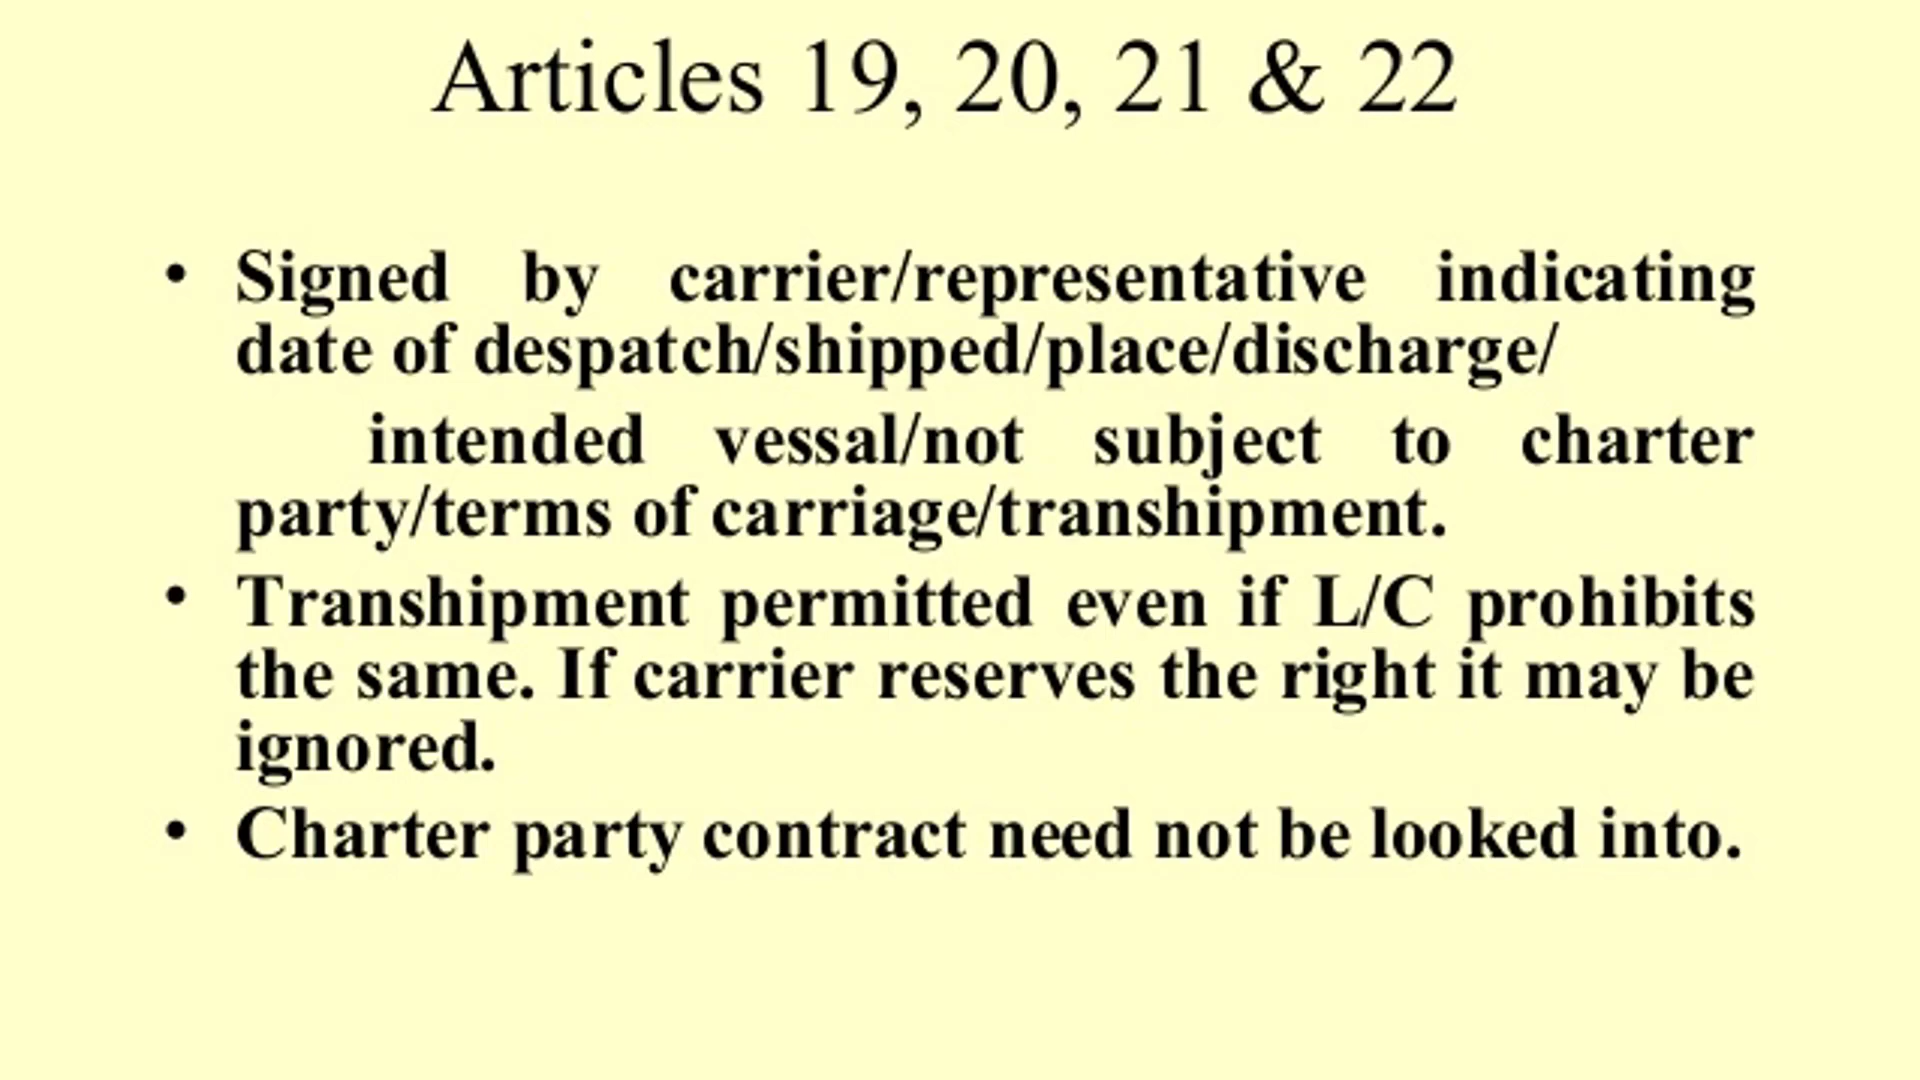 Articles 19, 20, 21 & 22
• Signed by carrier/representative indicating
date of despatch/shipped/place/discharge/
intended vessal/not subject to charter
party/terms of carriage/transhipment.
• Transhipment permitted even if L/C prohibits
the same. If carrier reserves the right it may be
ignored.
• Charter party contract need not be looked into.